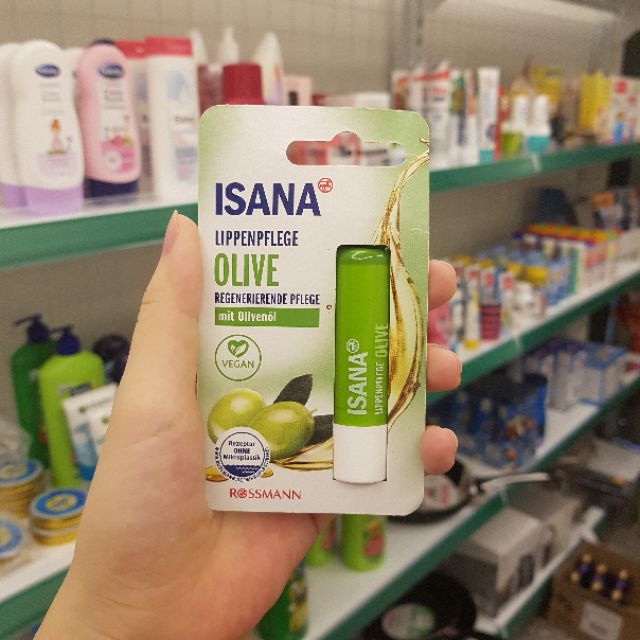 ISANA
LIPPENPFLEGE
OLIVE
REGENERIERENDE PFLEGE
mit Olivenöl
VEGAN
Rezeptur
OHNE
Mikroplastik
ROSSMANN
ISANA
LIPPENPFLEGE OLIVE